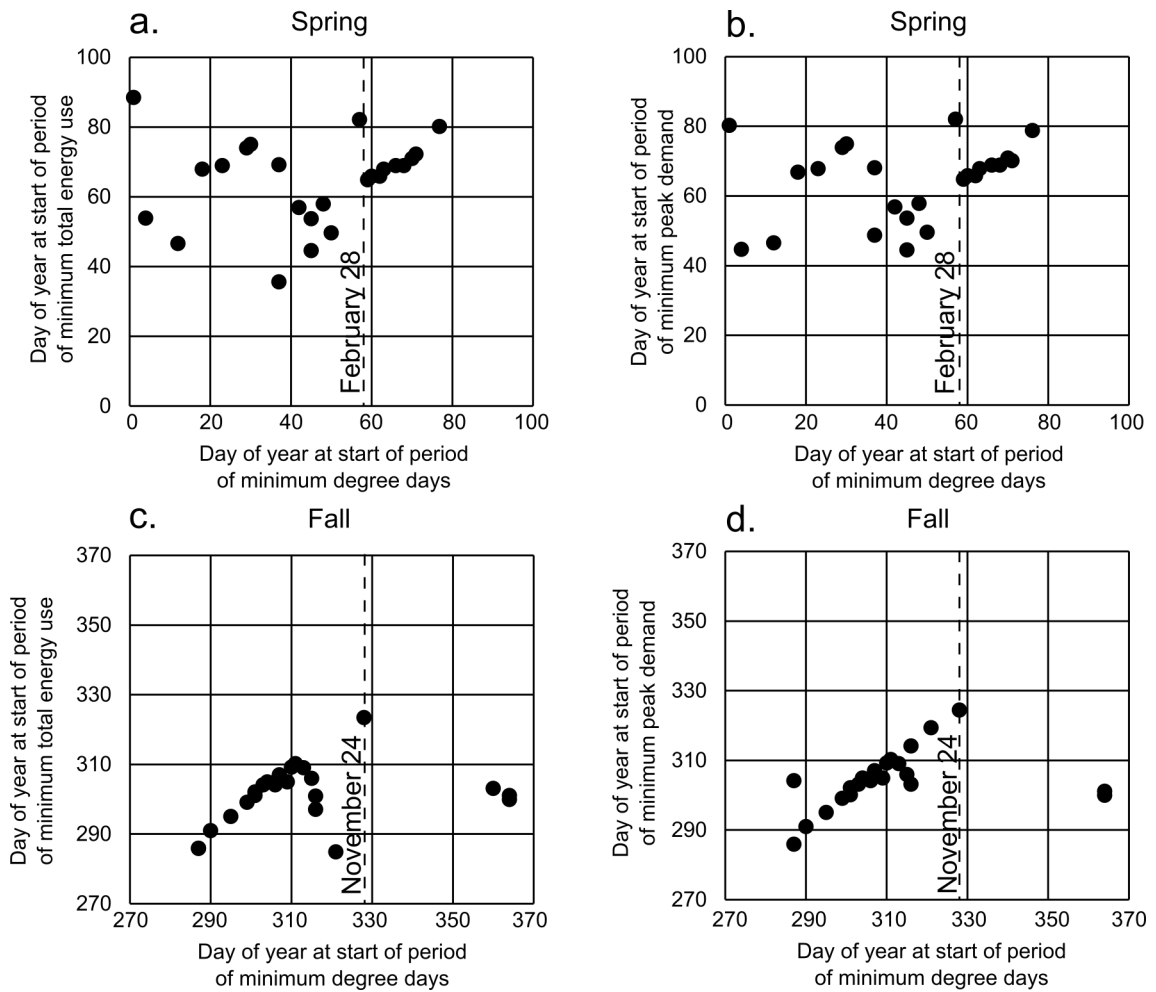 a.
Spring
Day of year at start of period
of minimum total energy use
100
80
60
40
20
0
February 28
0 20 40 60 80 100
Day of year at start of period
of minimum degree days
b.
Spring
Day of year at start of period
of minimum peak demand
100
80
60
40
20
0
February 28
0 20 40 60 80 100
Day of year at start of period
of minimum degree days
c.
Fall
Day of year at start of period
of minimum total energy use
370
350
330
310
290
270
November 24
270 290 310 330 350 370
Day of year at start of period
of minimum degree days
d.
Fall
Day of year at start of period
of minimum peak demand
370
350
330
310
290
270
November 24
270 290 310 330 350 370
Day of year at start of period
of minimum degree days